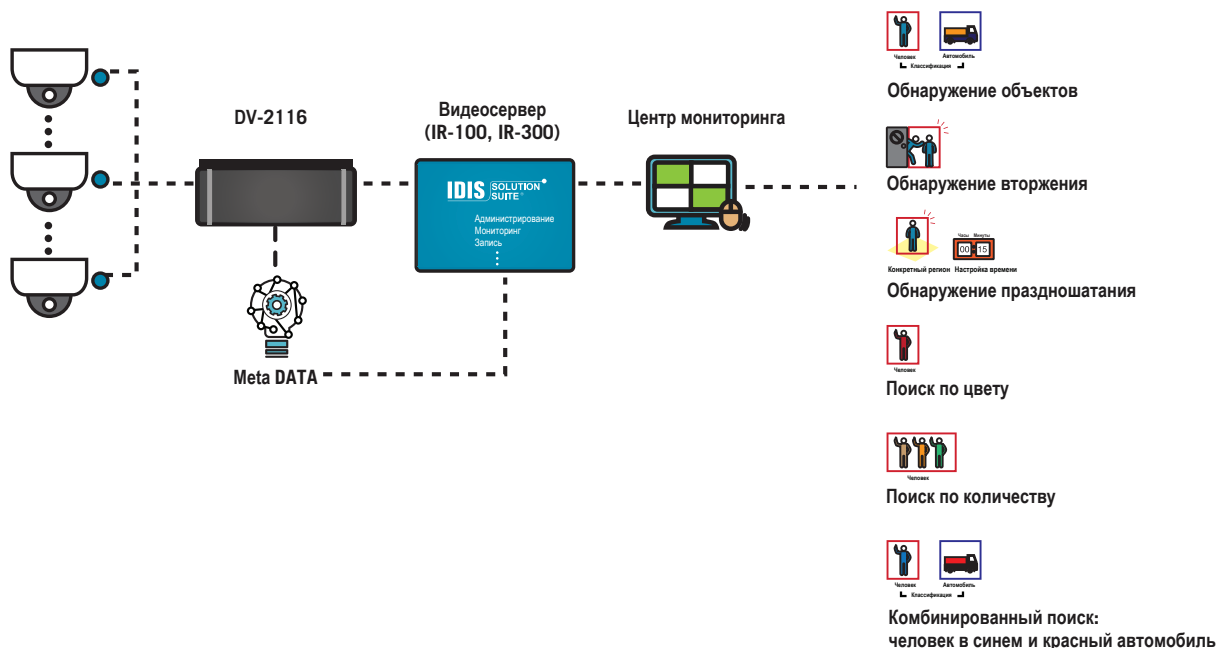 DV-2116
Видеосервер
(IR-100, IR-300)
IDIS SOLUTION
SUITE®
Администрирование
Мониторинг
Запись
Центр мониторинга
Meta DATA
Человек
Автомобиль
Классификация
Обнаружение объектов
Обнаружение вторжения
Часы Минуты
00 15
Конкретный регион Настройка времени
Обнаружение праздношатания
Человек
Поиск по цвету
Человек
Поиск по количеству
Человек
Автомобиль
Классификация
Комбинированный поиск:
человек в синем и красный автомобиль